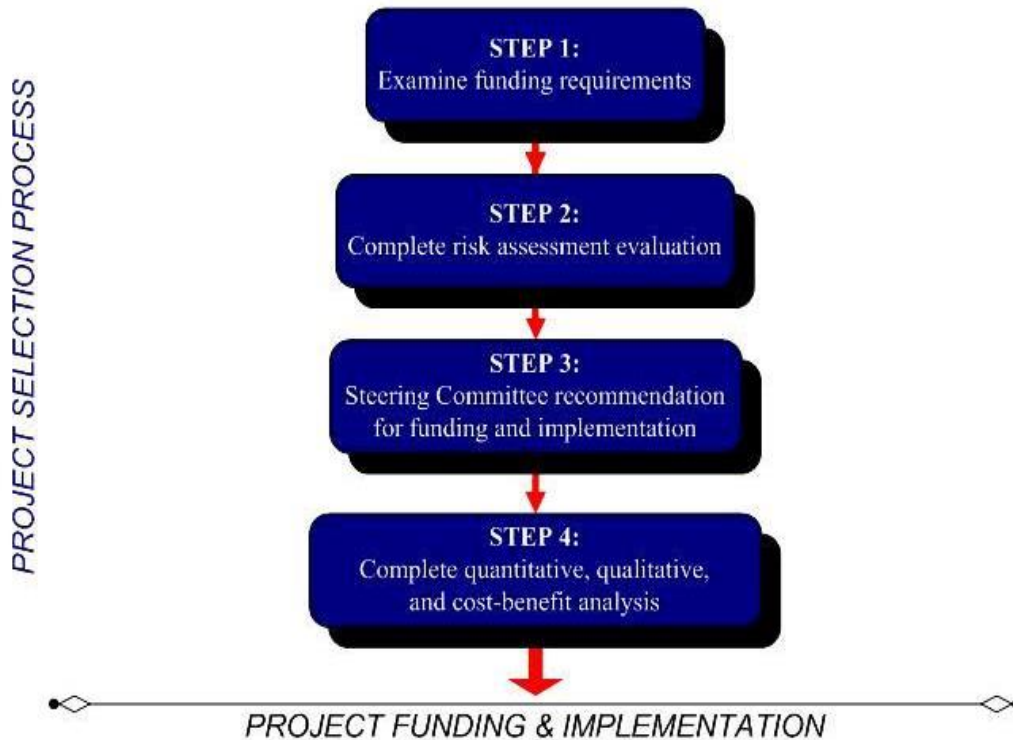 PROJECT SELECTION PROCESS
STEP 1:
Examine funding requirements
STEP 2:
Complete risk assessment evaluation
STEP 3:
Steering Committee recommendation
for funding and implementation
STEP 4:
Complete quantitative, qualitative,
and cost-benefit analysis
PROJECT FUNDING & IMPLEMENTATION